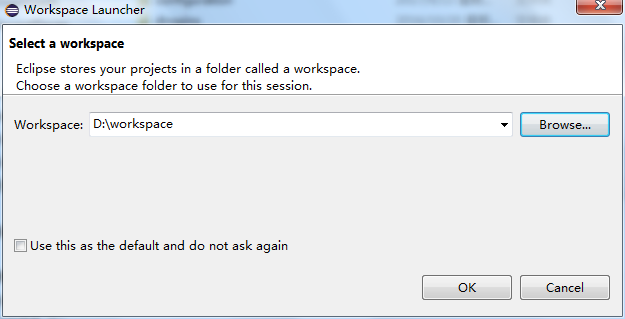 Workspace Launcher
Select a workspace
Eclipse stores your projects in a folder called a workspace.
Choose a workspace folder to use for this session.
Workspace: D:\workspace Browse...
Use this as the default and do not ask again
OK Cancel